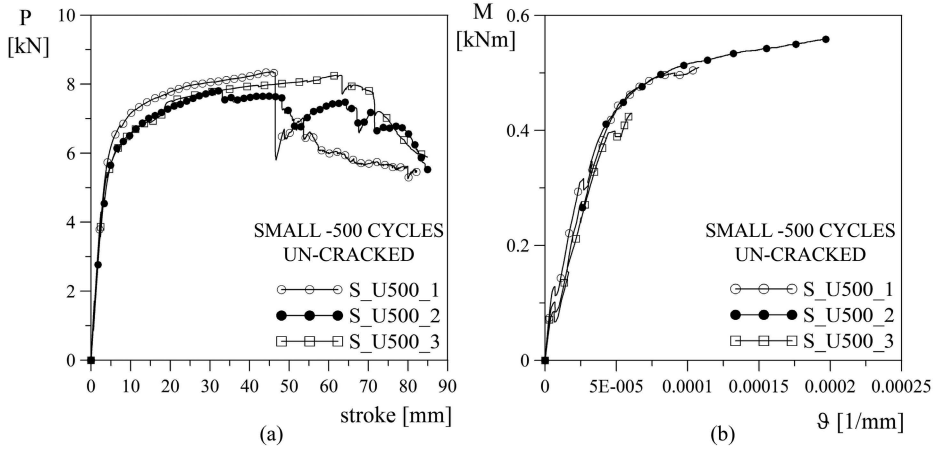 P
[kN]
10
8
6
4
2
0
SMALL -500 CYCLES
UN-CRACKED
S_U500_1
S_U500_2
S_U500_3
0 10 20 30 40 50 60 70 80 90
stroke [mm]
(a)
M
[kNm]
0.6
0.4
0.2
0
SMALL -500 CYCLES
UN-CRACKED
S_U500_1
S_U500_2
S_U500_3
0 5E-005 0.0001 0.00015 0.0002 0.00025
ϑ [1/mm]
(b)